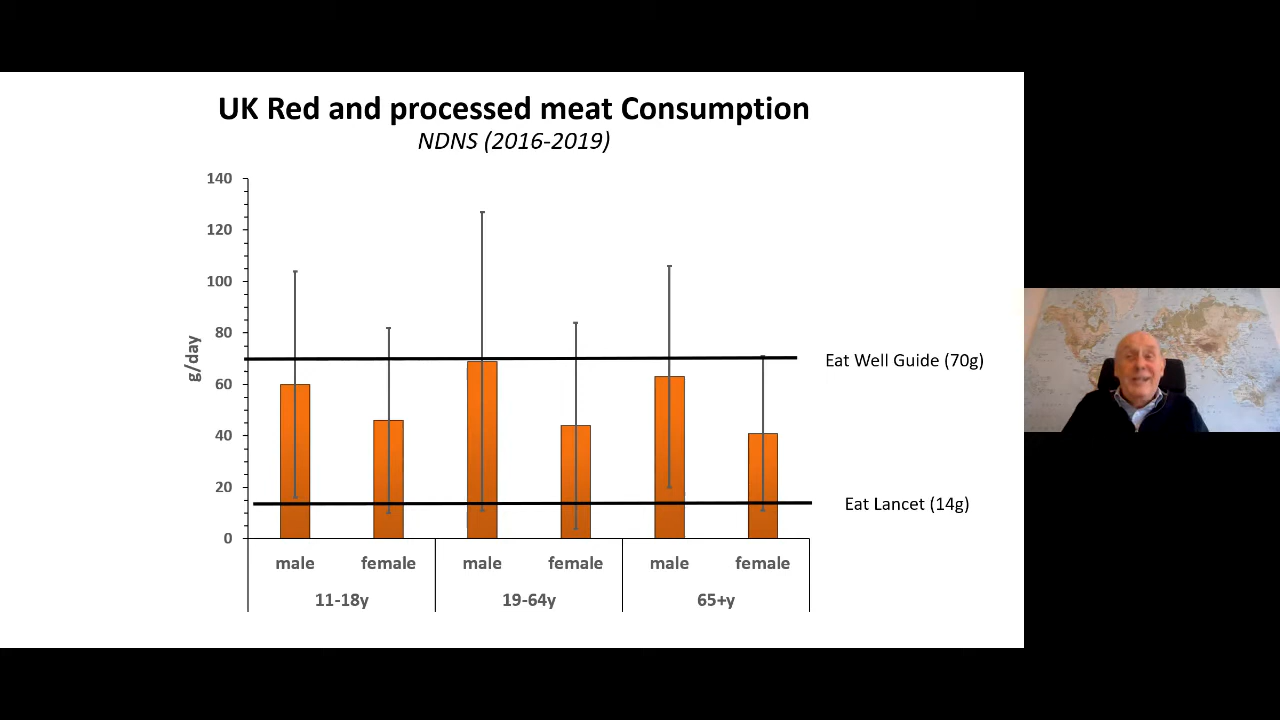 UK Red and processed meat Consumption
NDNS (2016-2019)
140
120
100
80
60
40
20
0
g/day
Eat Well Guide (70g)
Eat Lancet (14g)
male female male female male female
11-18y 19-64y 65+y